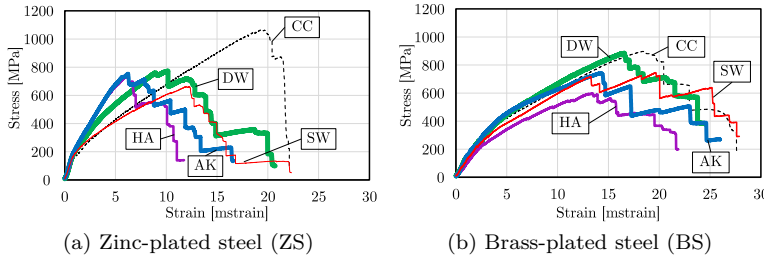 1200
1000
800
600
400
200
0
Stress [MPa]
CC
DW
HA
AK
SW
0 5 10 15 20 25 30
Strain [mstrain]
(a) Zinc-plated steel (ZS)
1200
1000
800
600
400
200
0
Stress [MPa]
DW
CC
SW
HA
AK
0 5 10 15 20 25 30
Strain [mstrain]
(b) Brass-plated steel (BS)